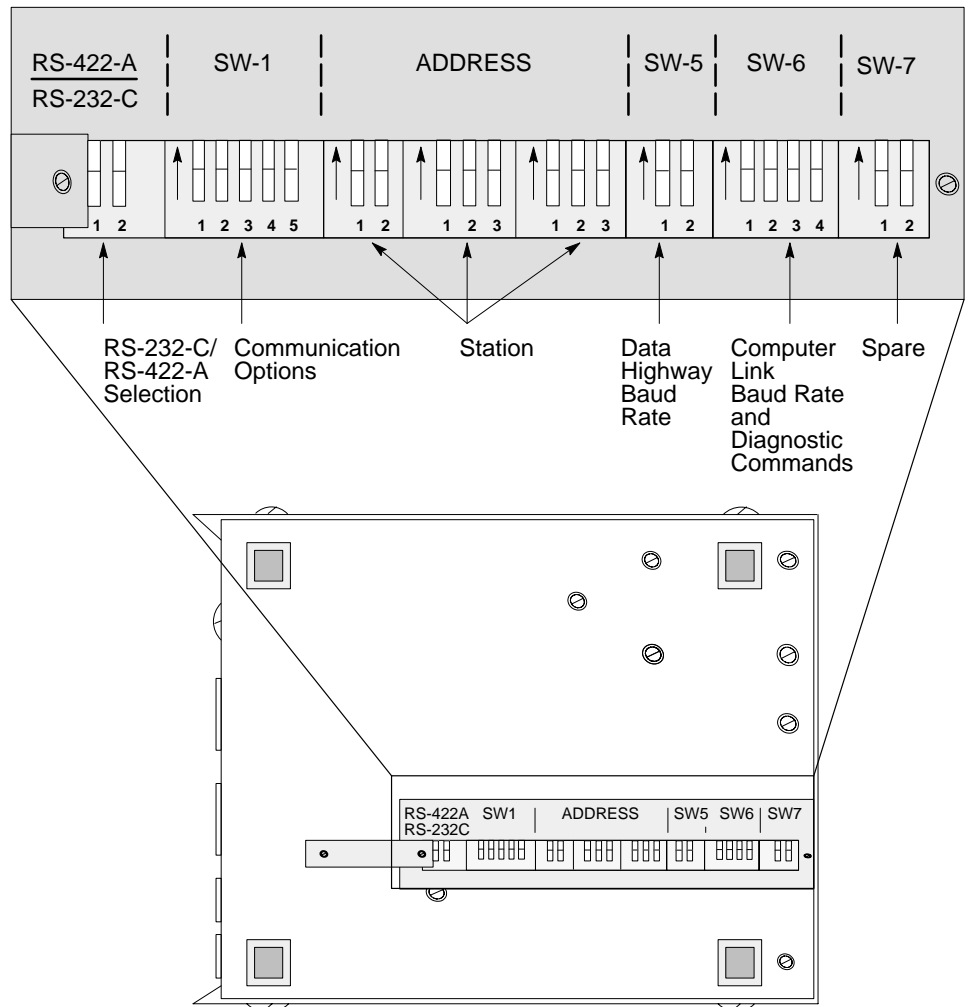 RS-422-A SW-1 ADDRESS SW-5 SW-6 SW-7
RS-232-C
1 2 1 2 3 4 5 1 2 1 2 3 1 2 3 1 2 1 2 3 4 1 2
RS-232-C/
RS-422-A
Selection
Communication
Options
Station
Data
Highway
Baud
Rate
Computer
Link
Baud Rate
and
Diagnostic
Commands
Spare
RS-422A SW1 ADDRESS SW5 SW6 SW7
RS-232C